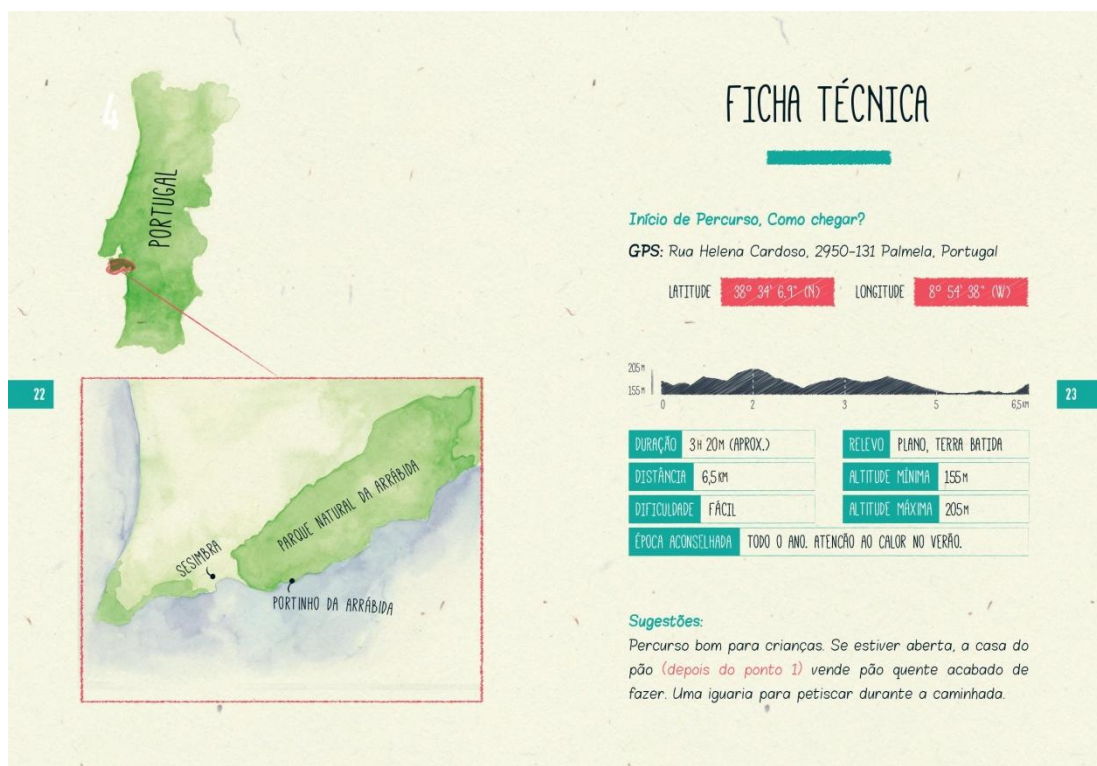 4
PORTUGAL
22
SESIMBRA
PARQUE NATURAL DA ARRÁBIDA
PORTINHO DA ARRÁBIDA
FICHA TÉCNICA
Início de Percurso, Como chegar?
GPS: Rua Helena Cardoso, 2950-131 Palmela, Portugal
LATITUDE 38º 34' 6.9" (N) LONGITUDE 8º 54' 38" (W)
205M
155M
0 2 3 5 6,5KM
23
DURAÇÃO 3H 20M (APROX.) RELEVO PLANO, TERRA BATIDA
DISTÂNCIA 6,5 KM ALTITUDE MÍNIMA 155M
DIFICULDADE FÁCIL ALTITUDE MÁXIMA 205M
ÉPOCA ACONSELHADA TODO O ANO. ATENÇÃO AO CALOR NO VERÃO.
Sugestões:
Percurso bom para crianças. Se estiver aberta, a casa do
pão (depois do ponto 1) vende pão quente acabado de
fazer. Uma iguaria para petiscar durante a caminhada.